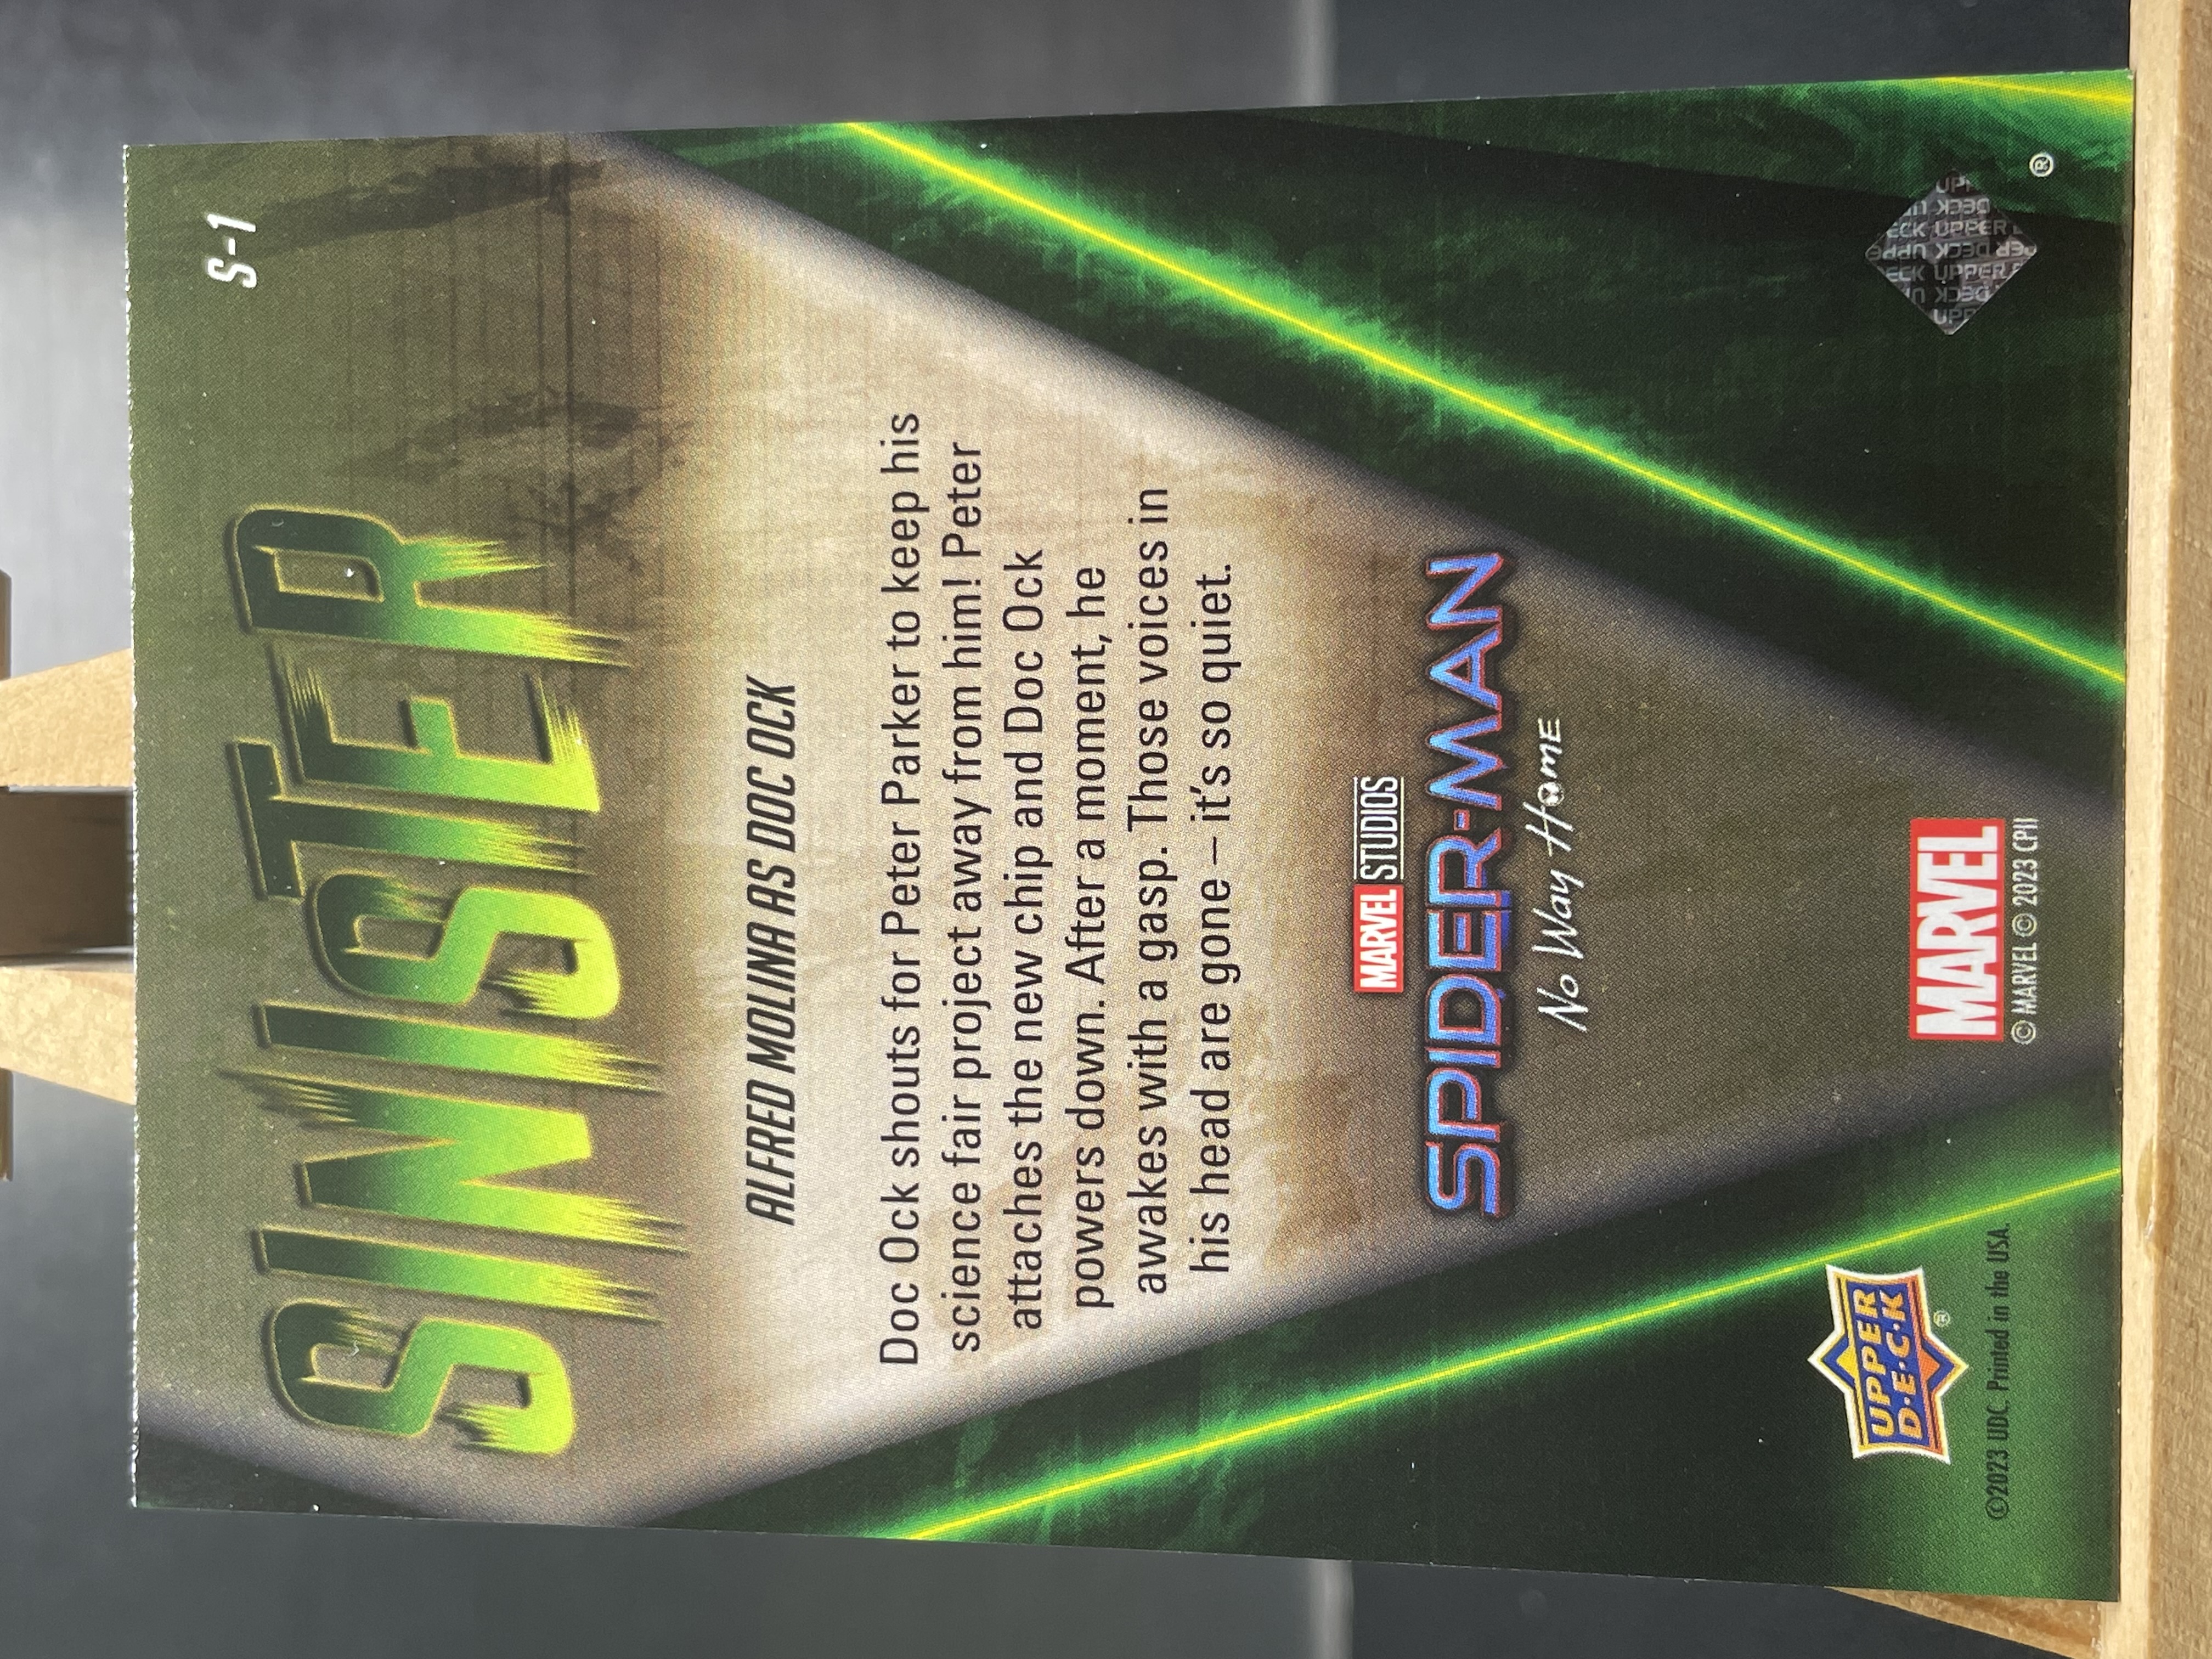 S-1
SINISTER
ALFRED MOLINA AS DOC OCK
Doc Ock shouts for Peter Parker to keep his
science fair project away from him! Peter
attaches the new chip and Doc Ock
powers down. After a moment, he
awakes with a gasp. Those voices in
his head are gone – it's so quiet.
MARVEL STUDIOS
SPIDER-MAN
No Way Home
UPPER
D•E•C•K
®
©2023 UDC. Printed in the USA.
MARVEL
© MARVEL © 2023 CPII
UPPER DECK
®